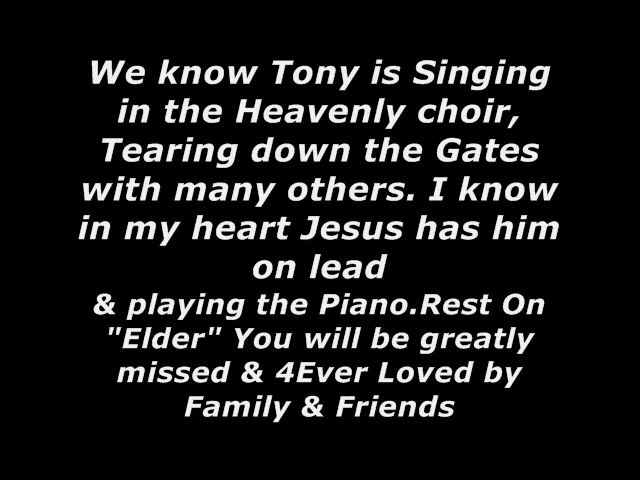 We know Tony is Singing
in the Heavenly choir,
Tearing down the Gates
with many others. I know
in my heart Jesus has him
on lead
& playing the Piano.Rest On
"Elder" You will be greatly
missed & 4Ever Loved by
Family & Friends